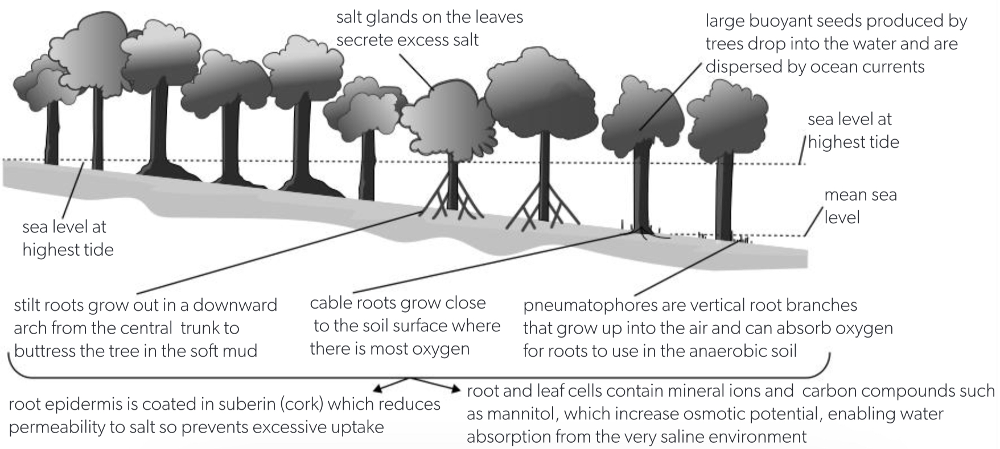 salt glands on the leaves
secrete excess salt
large buoyant seeds produced by
trees drop into the water and are
dispersed by ocean currents
sea level at
highest tide
mean sea
level
sea level at
highest tide
stilt roots grow out in a downward
arch from the central trunk to
buttress the tree in the soft mud
cable roots grow close
to the soil surface where
there is most oxygen
pneumatophores are vertical root branches
that grow up into the air and can absorb oxygen
for roots to use in the anaerobic soil
root epidermis is coated in suberin (cork) which reduces
permeability to salt so prevents excessive uptake
root and leaf cells contain mineral ions and carbon compounds such
as mannitol, which increase osmotic potential, enabling water
absorption from the very saline environment